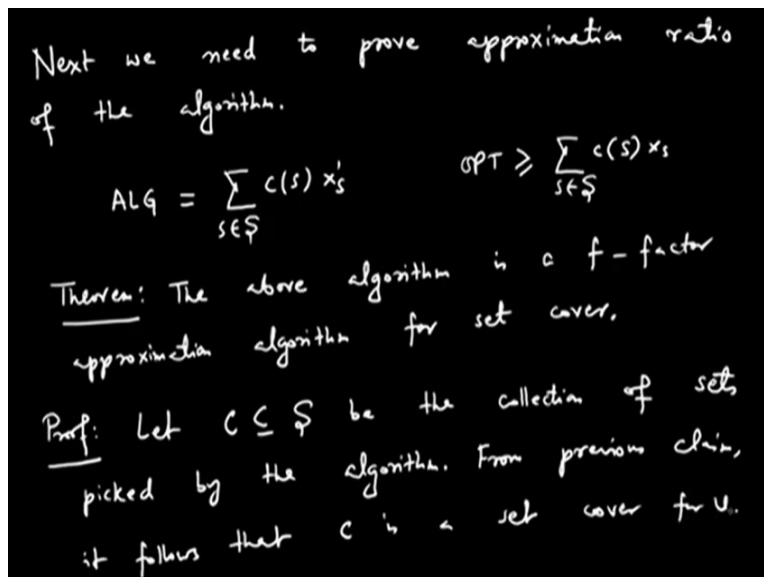 Next we need to prove approximation ratio
of the algorithm.
ALG = ∑ c(s) x's OPT ≥ ∑ c(s) xs
S∈$ S∈$
Theorem: The above algorithm is a f-factor
approximation algorithm for set cover.
Proof: Let C ⊆ $ be the collection of sets
picked by the algorithm. From previous claim,
it follows that C is a set cover for U.